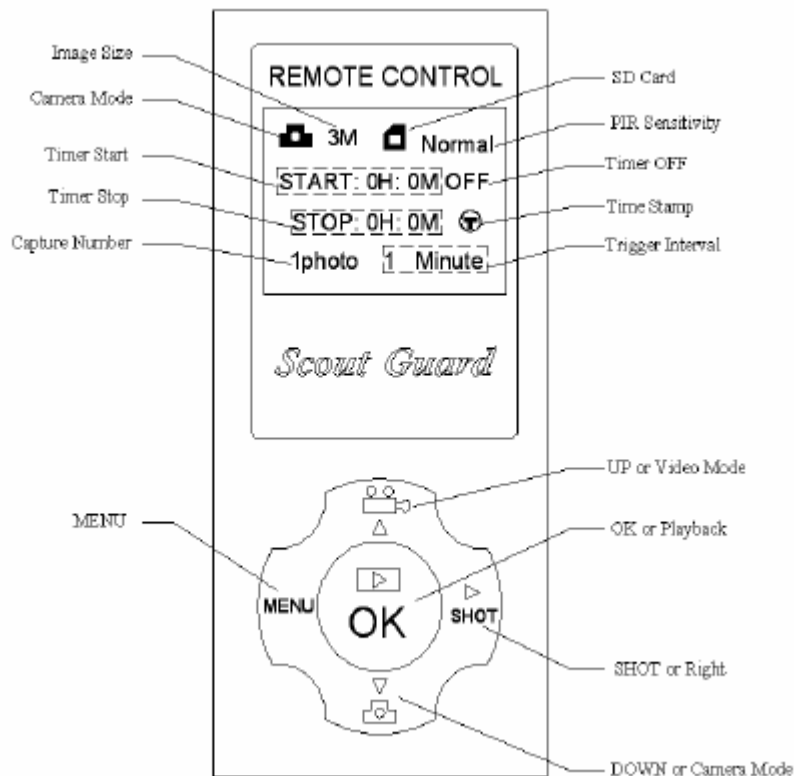 Image Size
Camera Mode
Timer Start
Timer Stop
Capture Number
REMOTE CONTROL
3M
Normal
START: 0H: 0M OFF
STOP: 0H: 0M
T
1photo
1 Minute
SD Card
PIR Sensitivity
Timer OFF
Time Stamp
Trigger Interval
Scout Guard
MENU
UP or Video Mode
OK or Playback
MENU
OK
SHOT
SHOT or Right
DOWN or Camera Mode